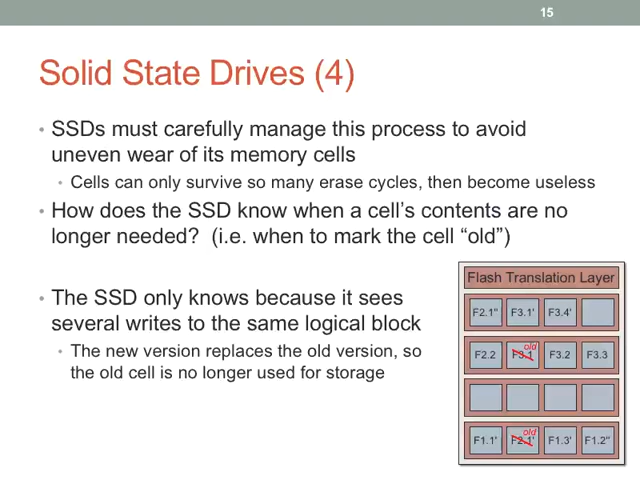 15
Solid State Drives (4)
• SSDs must carefully manage this process to avoid
uneven wear of its memory cells
• Cells can only survive so many erase cycles, then become useless
• How does the SSD know when a cell's contents are no
longer needed?  (i.e. when to mark the cell “old”)
• The SSD only knows because it sees
several writes to the same logical block
• The new version replaces the old version, so
the old cell is no longer used for storage
Flash Translation Layer
F2.1'' F3.1' F3.4'
old
F2.2 F3.1 F3.2 F3.3
old
F1.1' F2.1' F1.3' F1.2''